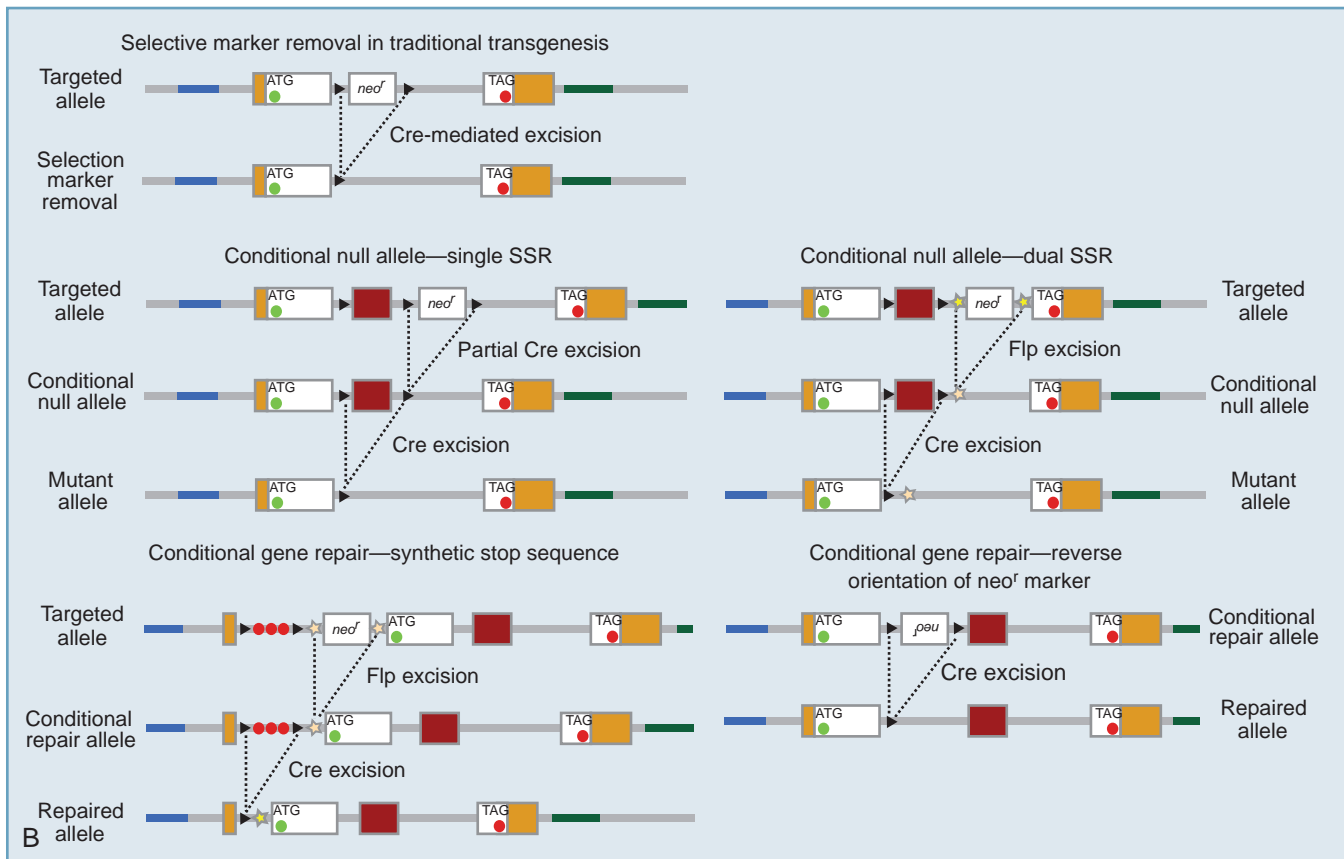 Selective marker removal in traditional transgenesis
Targeted
allele
ATG
neoʳ
TAG
Cre-mediated excision
Selection
marker
removal
ATG
TAG
Conditional null allele—single SSR
Targeted
allele
ATG
neoʳ
TAG
Partial Cre excision
Conditional
null allele
ATG
TAG
Cre excision
Mutant
allele
ATG
TAG
Conditional null allele—dual SSR
ATG
neoʳ
TAG
Targeted
allele
Flp excision
ATG
TAG
Conditional
null allele
Cre excision
ATG
TAG
Mutant
allele
Conditional gene repair—synthetic stop sequence
Targeted
allele
neoʳ
ATG
TAG
Flp excision
Conditional
repair allele
ATG
TAG
Cre excision
Repaired
allele
ATG
TAG
Conditional gene repair—reverse
orientation of neoʳ marker
ATG
neoʳ
TAG
Conditional
repair allele
Cre excision
ATG
TAG
Repaired
allele
B